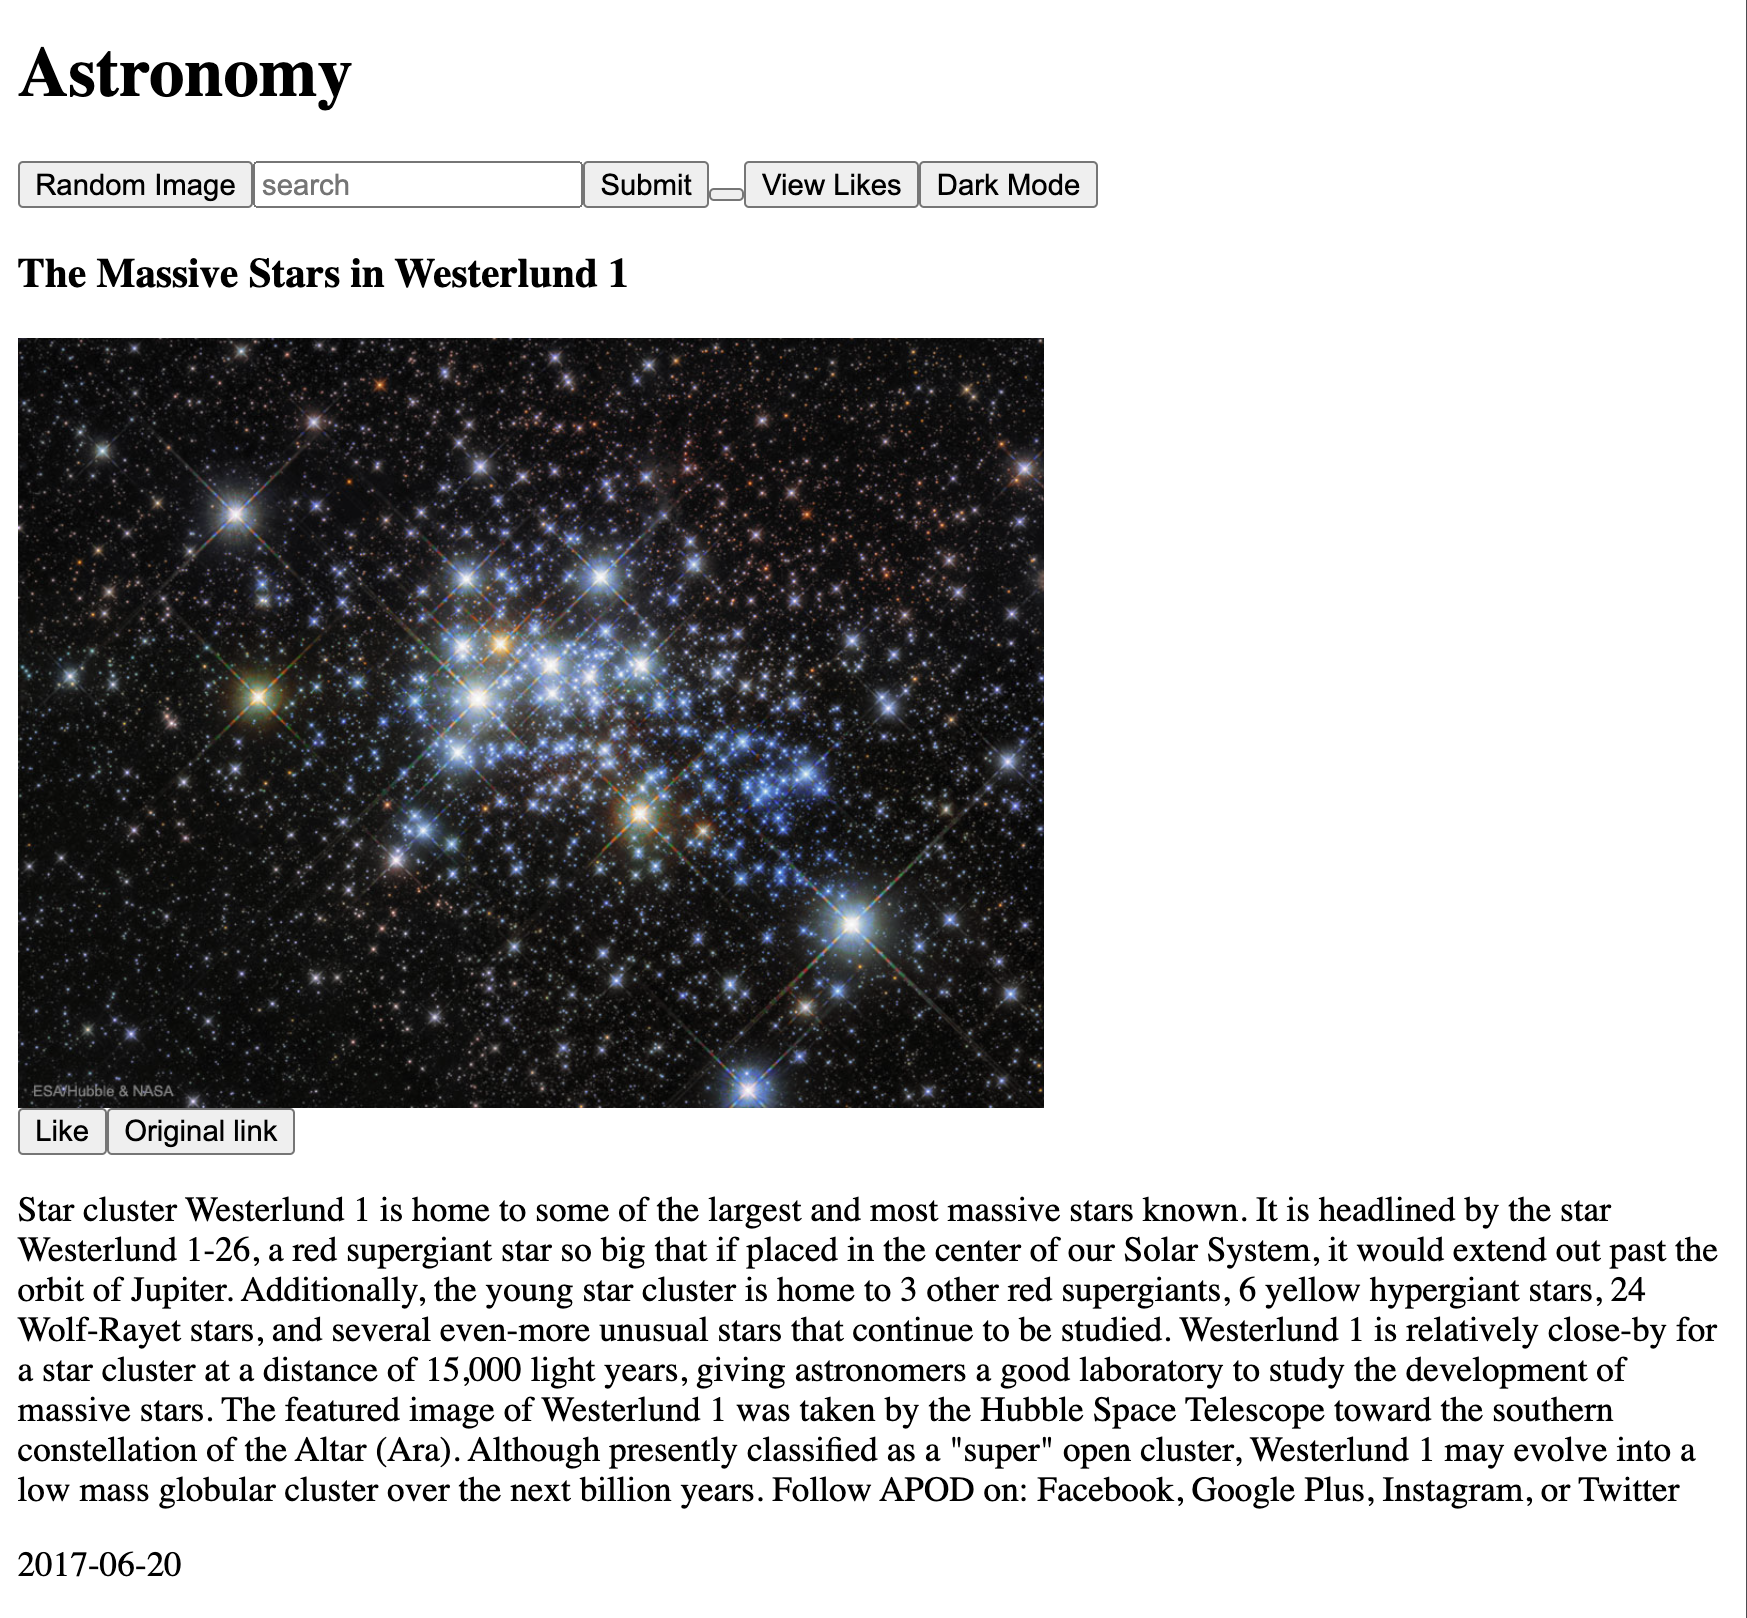 Astronomy
Random Image search Submit View Likes Dark Mode
The Massive Stars in Westerlund 1
ESA/Hubble & NASA
Like Original link
Star cluster Westerlund 1 is home to some of the largest and most massive stars known. It is headlined by the star
Westerlund 1-26, a red supergiant star so big that if placed in the center of our Solar System, it would extend out past the
orbit of Jupiter. Additionally, the young star cluster is home to 3 other red supergiants, 6 yellow hypergiant stars, 24
Wolf-Rayet stars, and several even-more unusual stars that continue to be studied. Westerlund 1 is relatively close-by for
a star cluster at a distance of 15,000 light years, giving astronomers a good laboratory to study the development of
massive stars. The featured image of Westerlund 1 was taken by the Hubble Space Telescope toward the southern
constellation of the Altar (Ara). Although presently classified as a "super" open cluster, Westerlund 1 may evolve into a
low mass globular cluster over the next billion years. Follow APOD on: Facebook, Google Plus, Instagram, or Twitter
2017-06-20